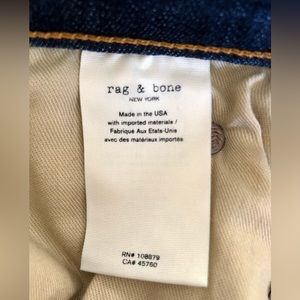 rag & bone
NEW YORK
Made in the USA
with imported materials /
Fabrique Aux Etats-Unis
avec des matériaux importés
RN# 108879
CA# 45760